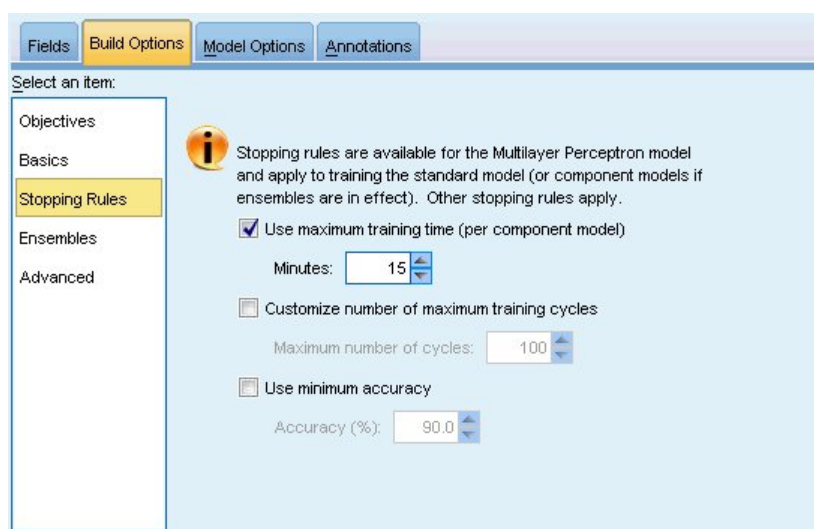 Fields Build Options Model Options Annotations
Select an item:
Objectives
Basics
Stopping Rules
Ensembles
Advanced
Stopping rules are available for the Multilayer Perceptron model
and apply to training the standard model (or component models if
ensembles are in effect). Other stopping rules apply.
Use maximum training time (per component model)
Minutes: 15
Customize number of maximum training cycles
Maximum number of cycles: 100
Use minimum accuracy
Accuracy (%): 90.0